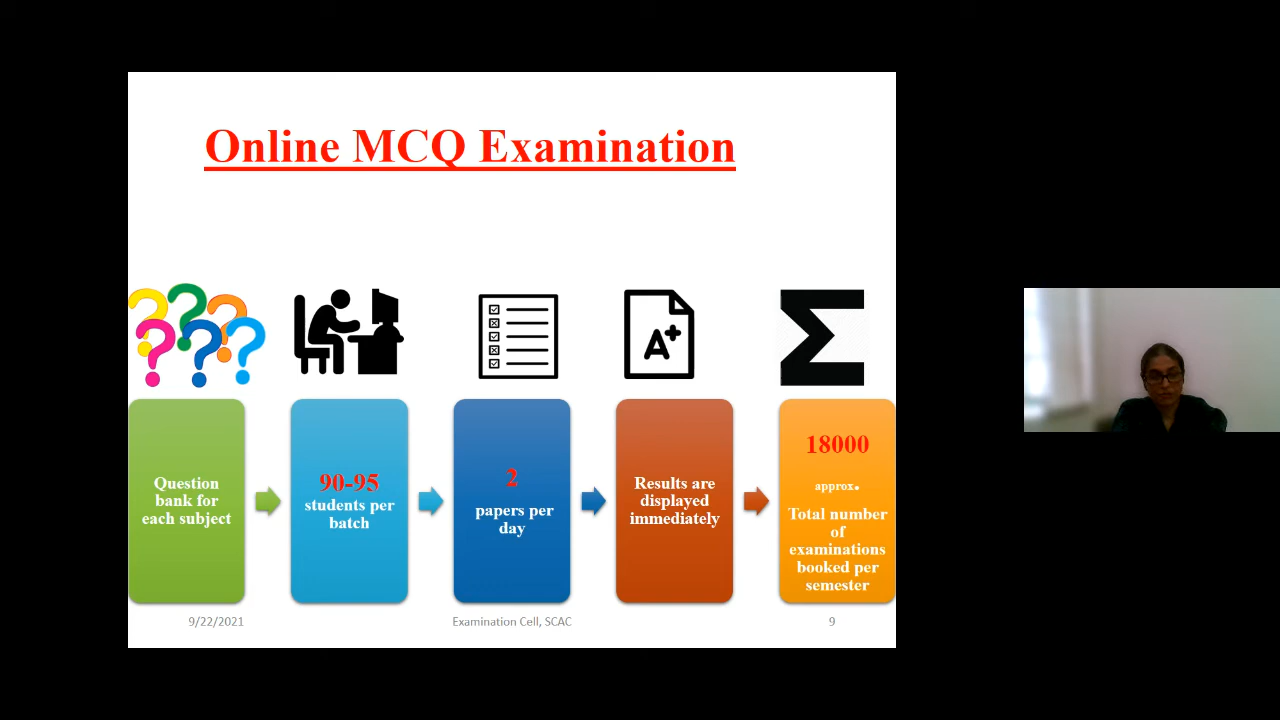 Online MCQ Examination
Question
bank for
each subject
90-95
students per
batch
2
papers per
day
A+
Results are
displayed
immediately
18000
approx.
Total number
of
examinations
booked per
semester
9/22/2021
Examination Cell, SCAC
9